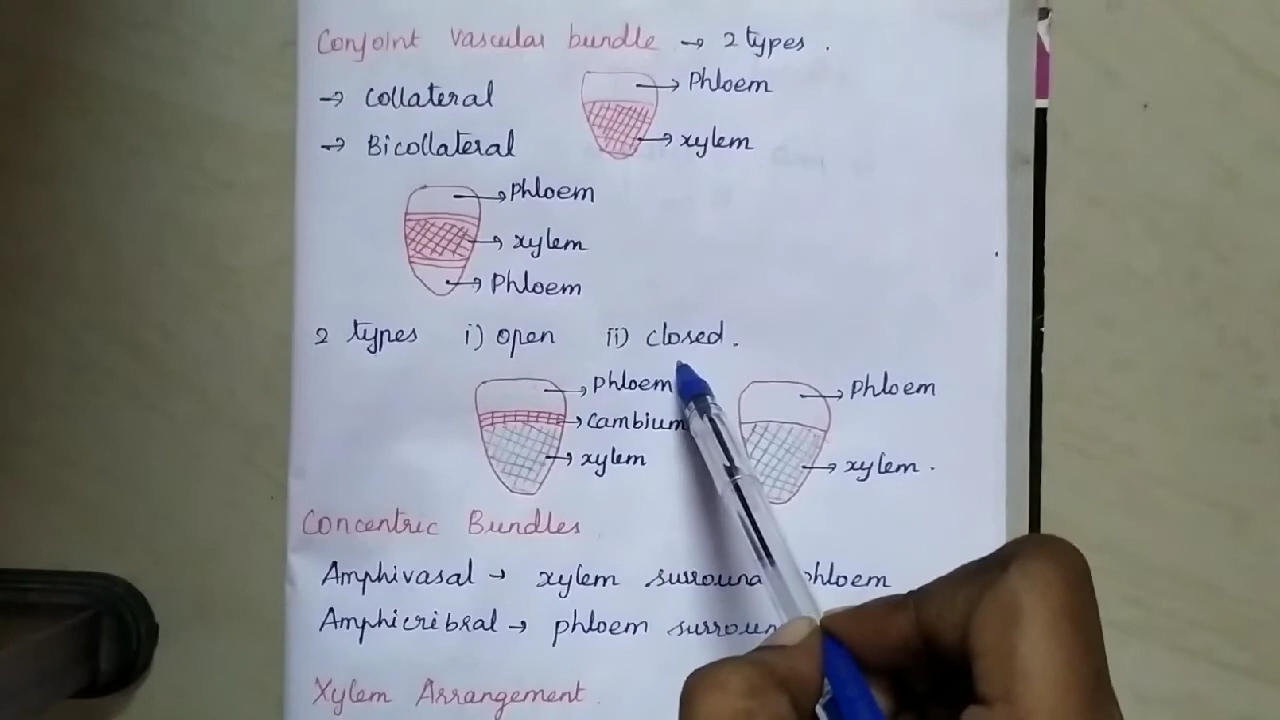 Conjoint vascular bundle → 2 types.
→ Collateral
Phloem
xylem
→ Bicollateral
Phloem
xylem
Phloem
2 types i) open ii) closed.
Phloem
Cambium
xylem
Phloem
xylem.
Concentric Bundles
Amphivasal → xylem phloem
Amphicribral → phloem
Xylem Arrangement